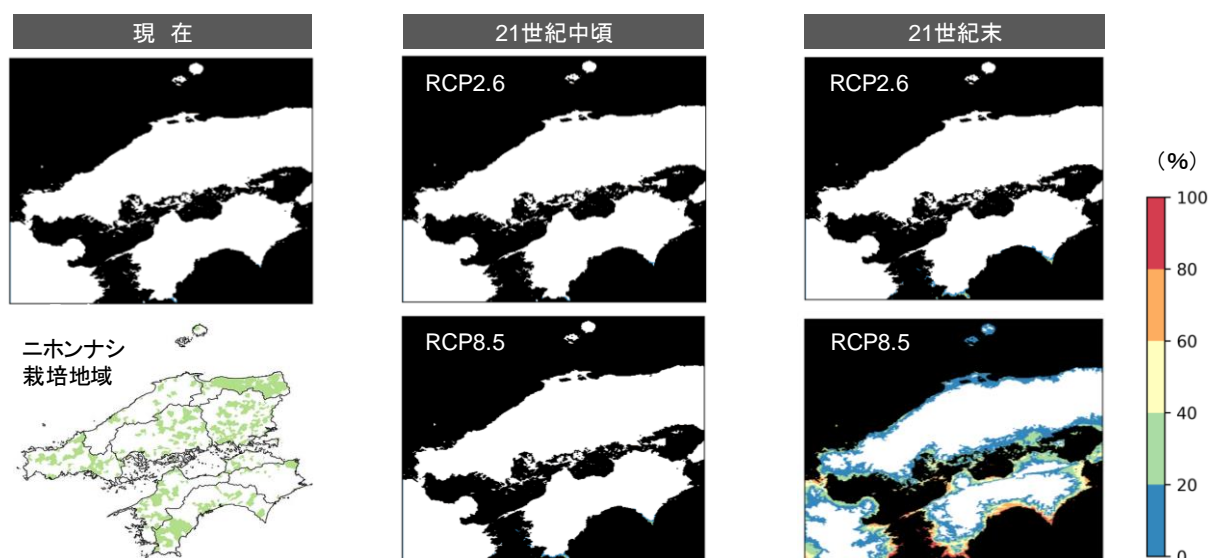 現 在
21世紀中頃
21世紀末
RCP2.6
RCP2.6
(%)
100
80
60
40
20
0
ニホンナシ
栽培地域
RCP8.5
RCP8.5